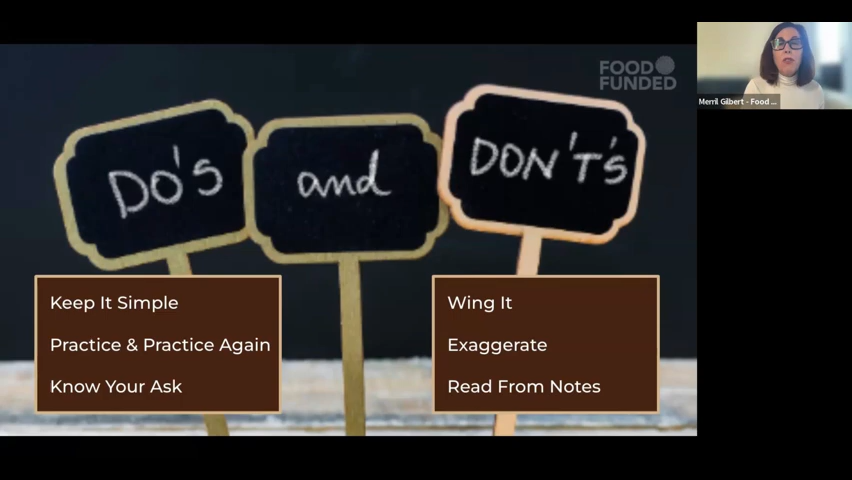 FOOD
FUNDED
DO'S
and
DON'T'S
Keep It Simple
Practice & Practice Again
Know Your Ask
Wing It
Exaggerate
Read From Notes
Merril Gilbert - Food ...